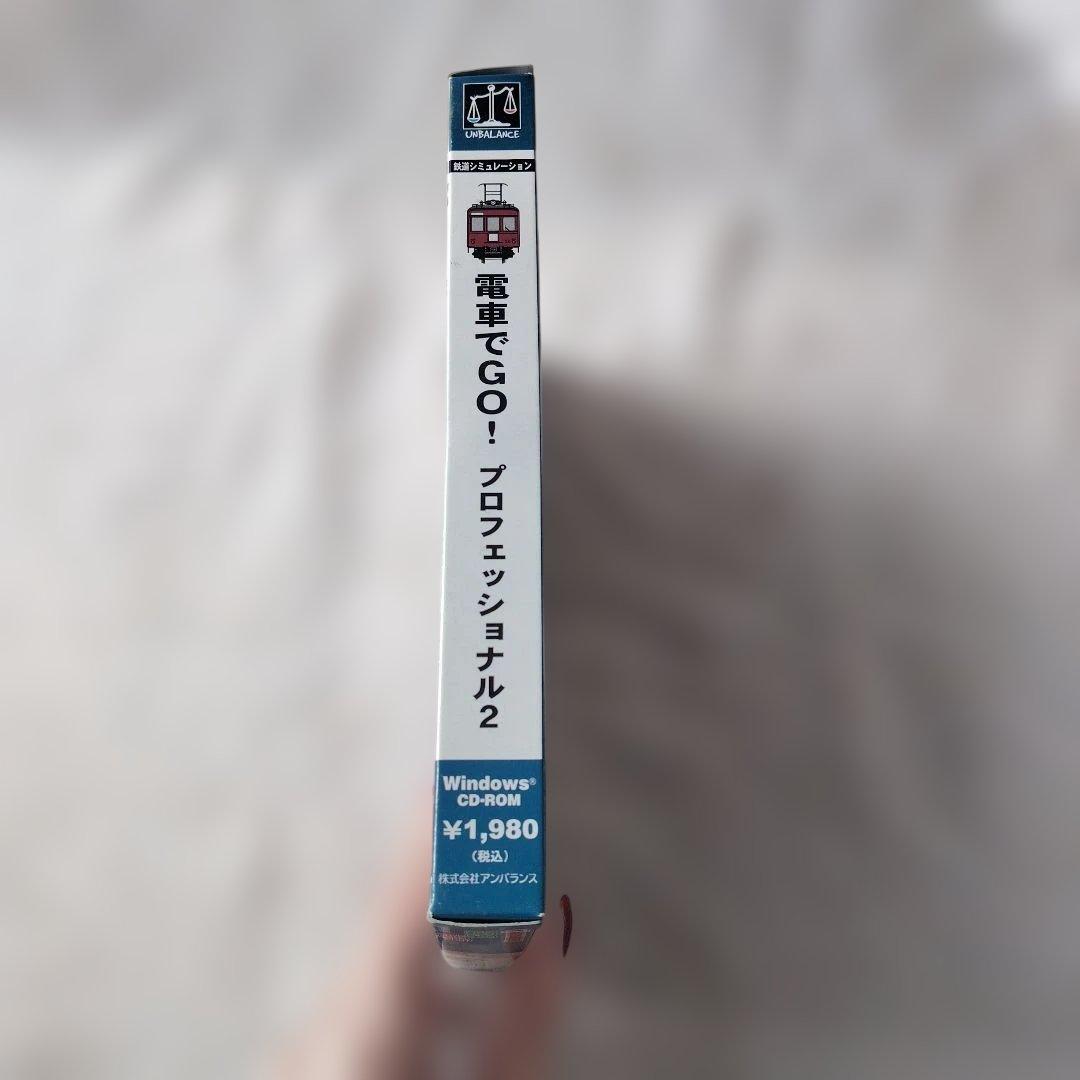 UNBALANCE
鉄道シミュレーション
電車でGO! プロフェッショナル2
Windows®
CD-ROM
¥1,980
(税込)
株式会社アンバランス